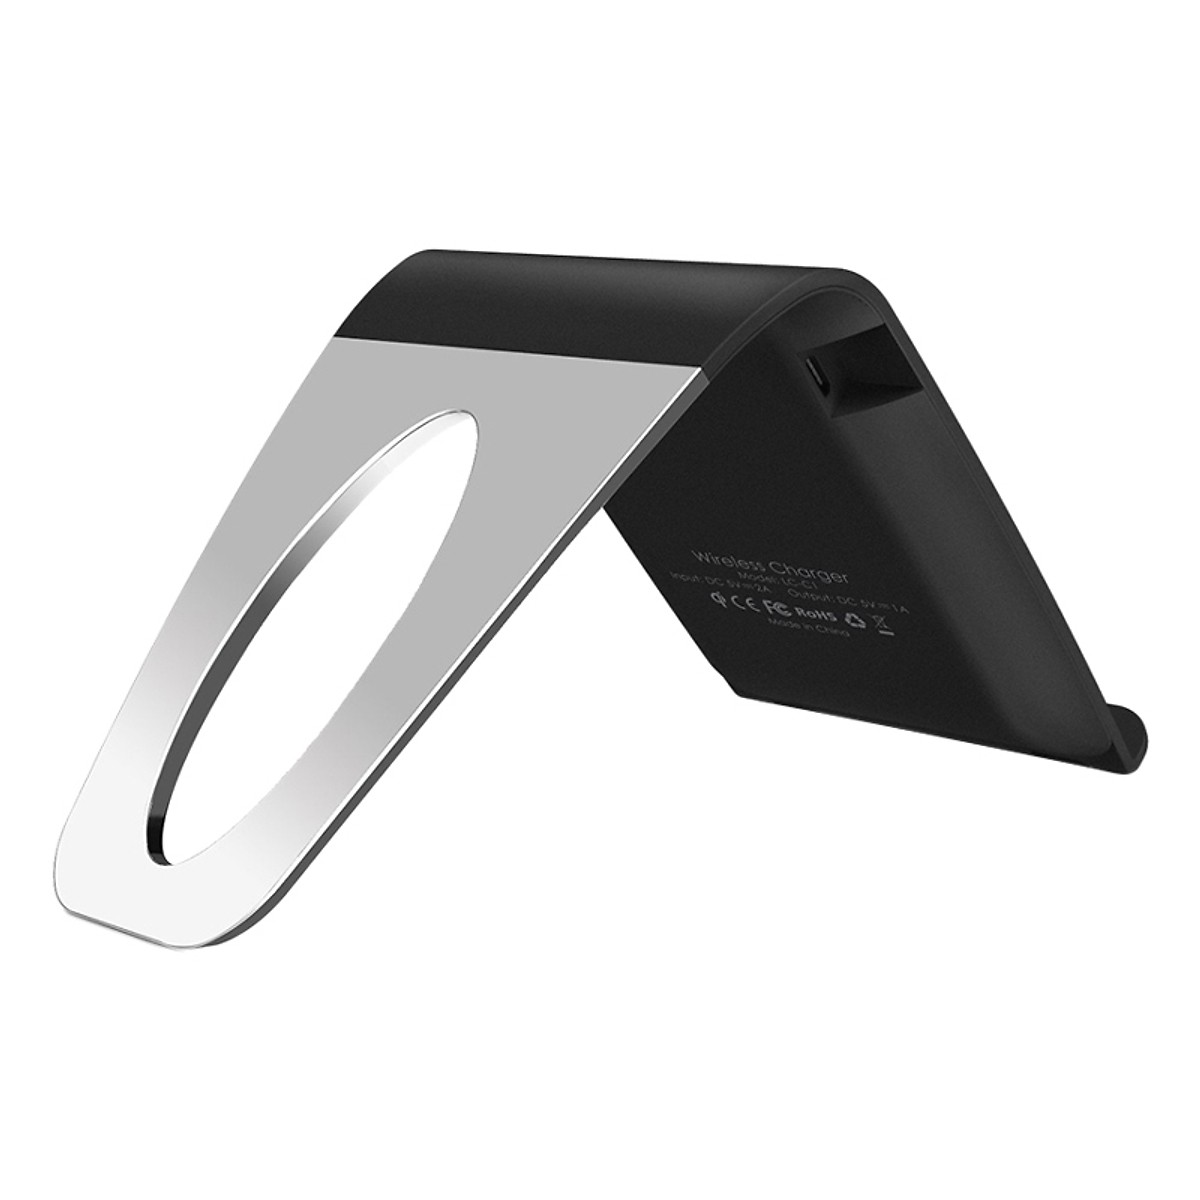 Wireless Charger
Model: LC-C1
Input: DC 5V⎓2A Output: DC 5V⎓1A
CE FC RoHS
Made in China